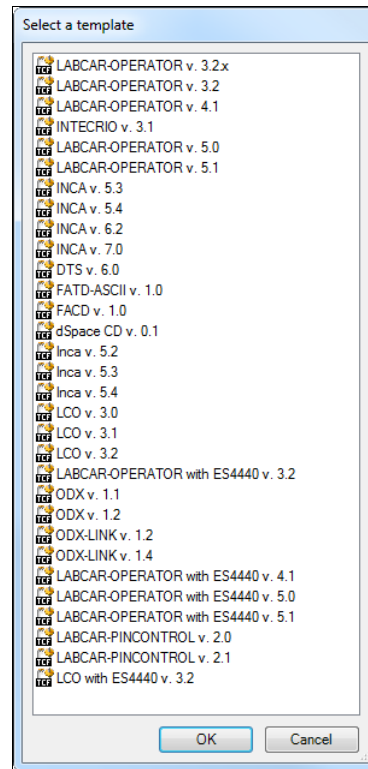 Select a template
LABCAR-OPERATOR v. 3.2.x
LABCAR-OPERATOR v. 3.2
LABCAR-OPERATOR v. 4.1
INTECRIO v. 3.1
LABCAR-OPERATOR v. 5.0
LABCAR-OPERATOR v. 5.1
INCA v. 5.3
INCA v. 5.4
INCA v. 6.2
INCA v. 7.0
DTS v. 6.0
FATD-ASCII v. 1.0
FACD v. 1.0
dSpace CD v. 0.1
Inca v. 5.2
Inca v. 5.3
Inca v. 5.4
LCO v. 3.0
LCO v. 3.1
LCO v. 3.2
LABCAR-OPERATOR with ES4440 v. 3.2
ODX v. 1.1
ODX v. 1.2
ODX-LINK v. 1.2
ODX-LINK v. 1.4
LABCAR-OPERATOR with ES4440 v. 4.1
LABCAR-OPERATOR with ES4440 v. 5.0
LABCAR-OPERATOR with ES4440 v. 5.1
LABCAR-PINCONTROL v. 2.0
LABCAR-PINCONTROL v. 2.1
LCO with ES4440 v. 3.2
OK Cancel